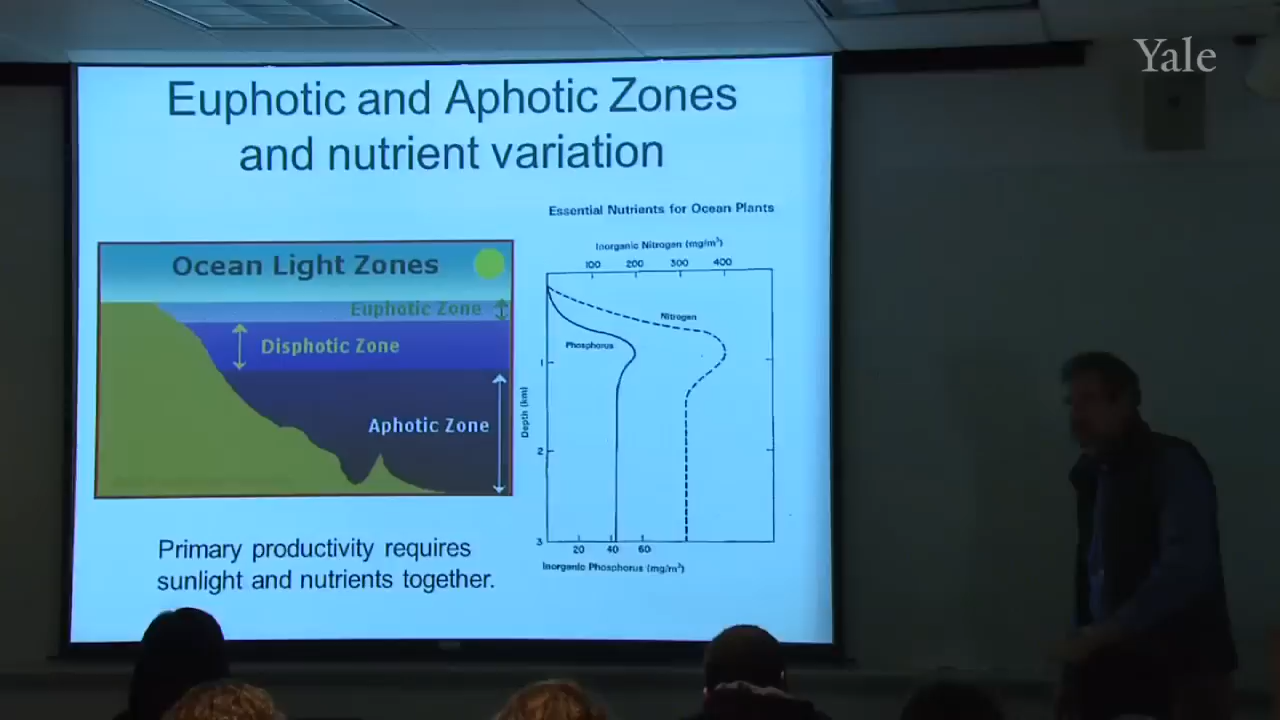 Yale
Euphotic and Aphotic Zones
and nutrient variation
Ocean Light Zones
Euphotic Zone
Disphotic Zone
Aphotic Zone
Primary productivity requires
sunlight and nutrients together.
Essential Nutrients for Ocean Plants
Inorganic Nitrogen (mg/m³)
100 200 300 400
Nitrogen
Phosphorus
1
Depth (km)
2
3
20 40 60
Inorganic Phosphorus (mg/m³)